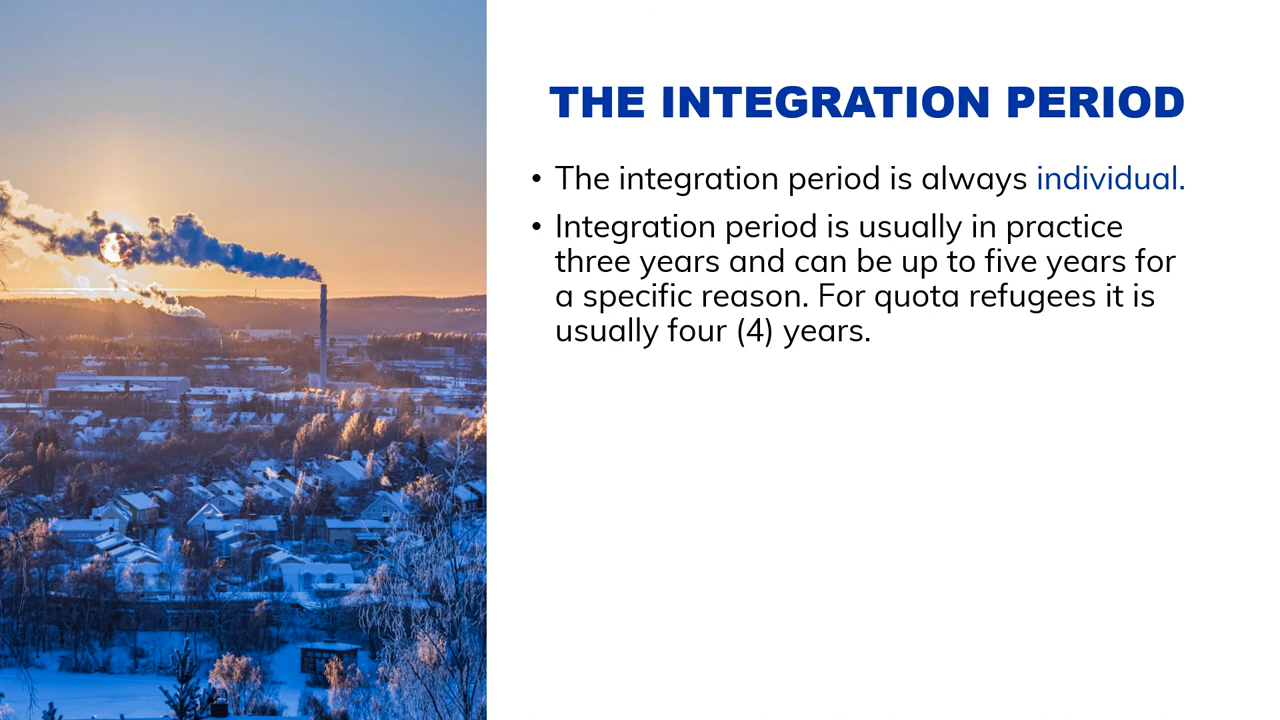 THE INTEGRATION PERIOD
• The integration period is always individual.
• Integration period is usually in practice
three years and can be up to five years for
a specific reason. For quota refugees it is
usually four (4) years.